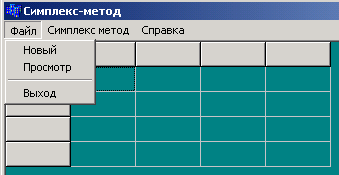 Симплекс-метод
Файл Симплекс метод Справка
Новый
Просмотр
Выход